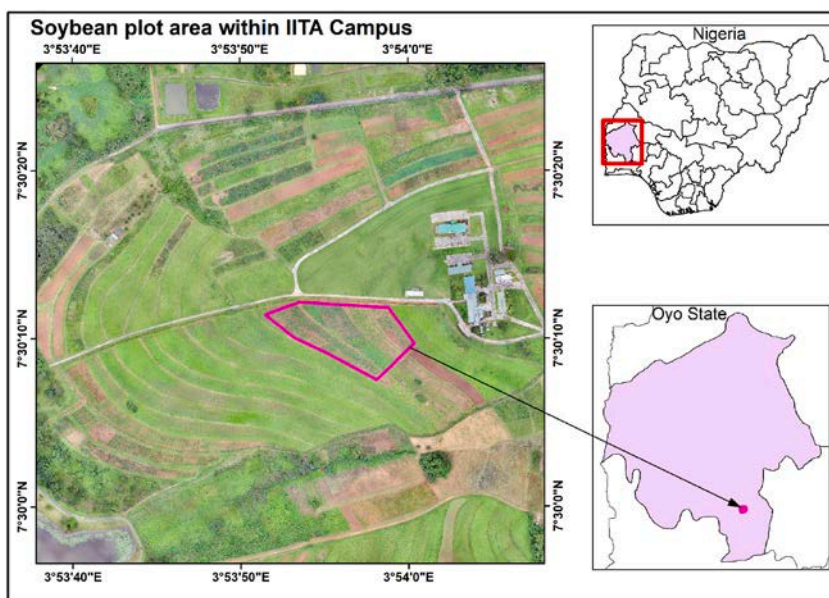 Soybean plot area within IITA Campus
3°53'40"E 3°53'50"E 3°54'0"E
7°30'20"N 7°30'20"N
7°30'10"N 7°30'10"N
7°30'0"N 7°30'0"N
3°53'40"E 3°53'50"E 3°54'0"E
Nigeria
Oyo State